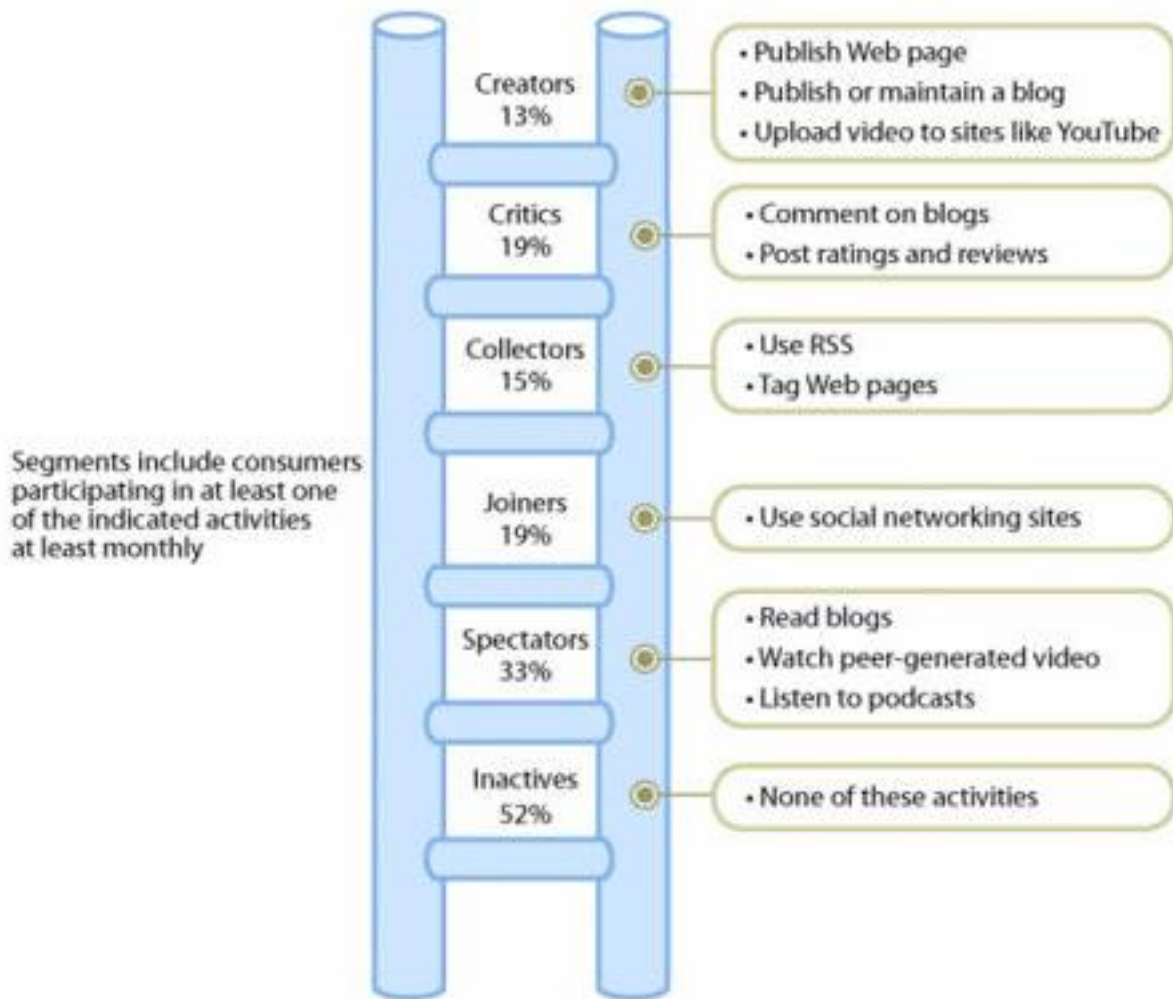 Creators
13%
• Publish Web page
• Publish or maintain a blog
• Upload video to sites like YouTube
Critics
19%
• Comment on blogs
• Post ratings and reviews
Collectors
15%
• Use RSS
• Tag Web pages
Segments include consumers
participating in at least one
of the indicated activities
at least monthly
Joiners
19%
• Use social networking sites
Spectators
33%
• Read blogs
• Watch peer-generated video
• Listen to podcasts
Inactives
52%
• None of these activities